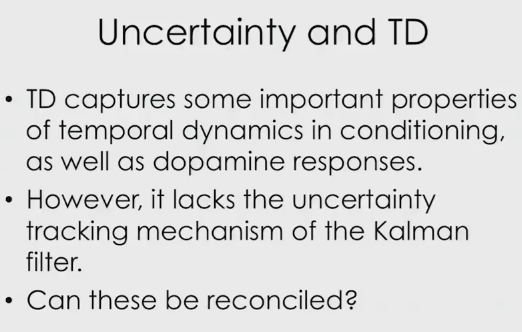 Uncertainty and TD
• TD captures some important properties
of temporal dynamics in conditioning,
as well as dopamine responses.
• However, it lacks the uncertainty
tracking mechanism of the Kalman
filter.
• Can these be reconciled?